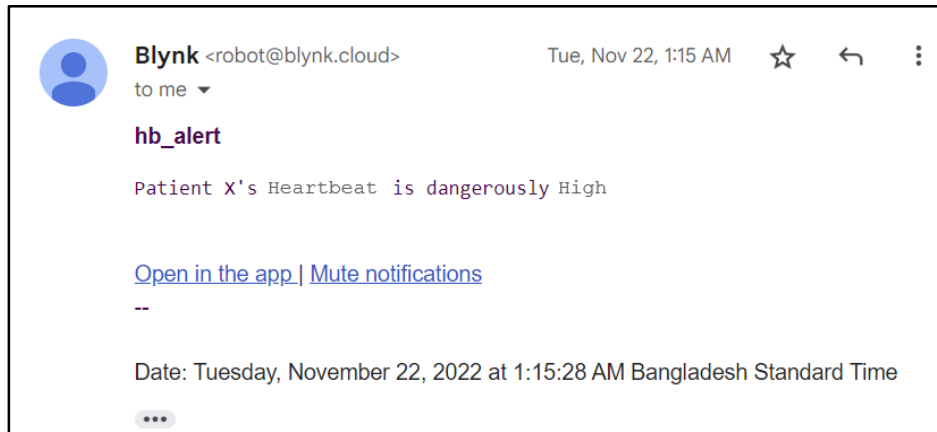 Blynk <robot@blynk.cloud> Tue, Nov 22, 1:15 AM
to me
hb_alert
Patient X's Heartbeat is dangerously High
Open in the app | Mute notifications
--
Date: Tuesday, November 22, 2022 at 1:15:28 AM Bangladesh Standard Time